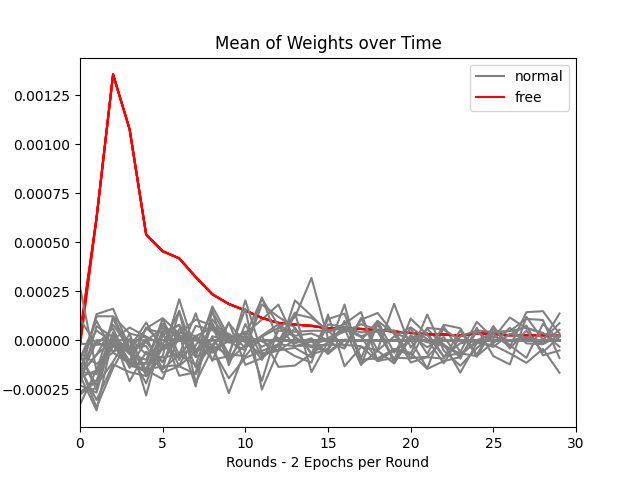 Mean of Weights over Time
normal
free
0.00125
0.00100
0.00075
0.00050
0.00025
0.00000
−0.00025
0 5 10 15 20 25 30
Rounds - 2 Epochs per Round